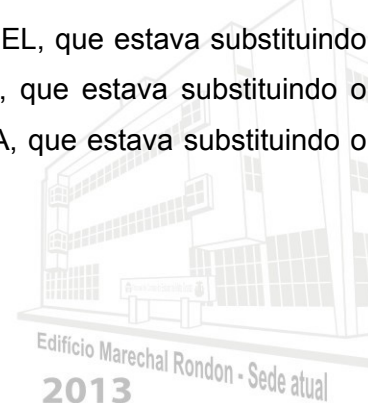 EL, que estava substituindo
, que estava substituindo o
A, que estava substituindo o
Edifício Marechal Rondon - Sede atual
2013